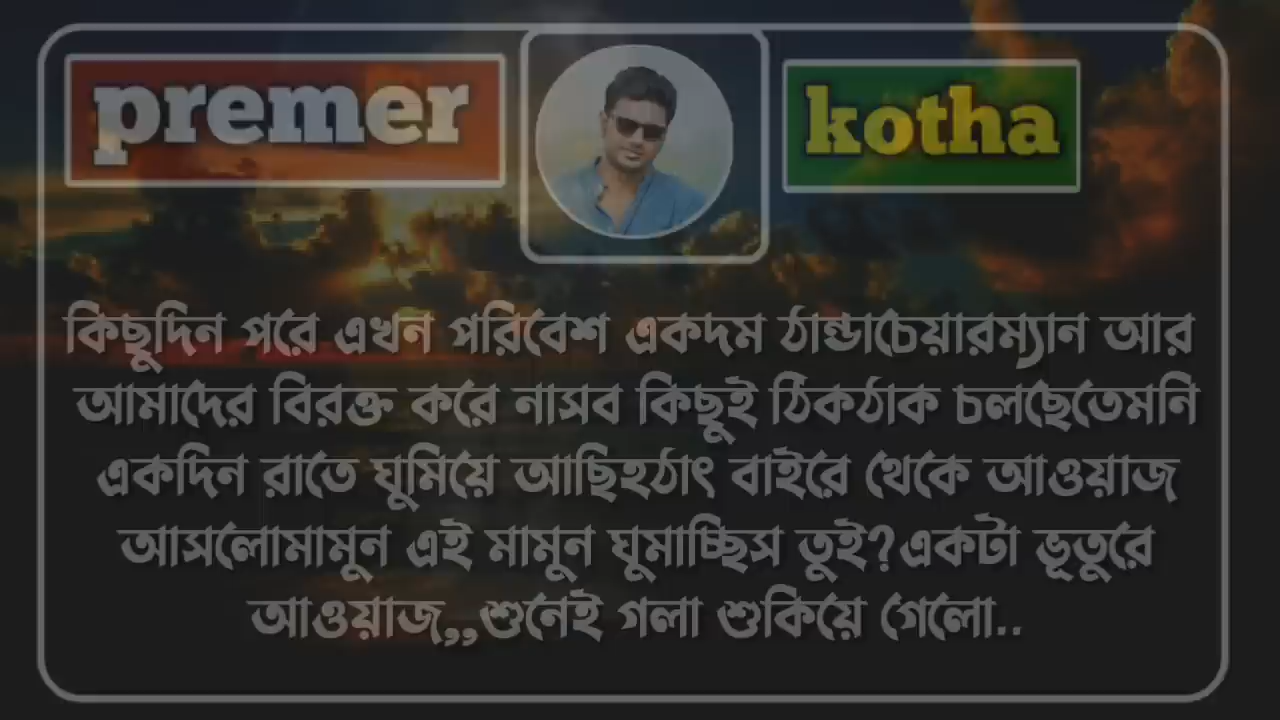 premer
kotha
কিছুদিন পরে এখন পরিবেশ একদম ঠান্ডাচেয়ারম্যান আর
আমাদের বিরক্ত করে নাসব কিছুই ঠিকঠাক চলছেতেমনি
একদিন রাতে ঘুমিয়ে আছিহঠাৎ বাইরে থেকে আওয়াজ
আসলোমামুন এই মামুন ঘুমাচ্ছিস তুই?একটা ভূতুরে
আওয়াজ,,শুনেই গলা শুকিয়ে গেলো..